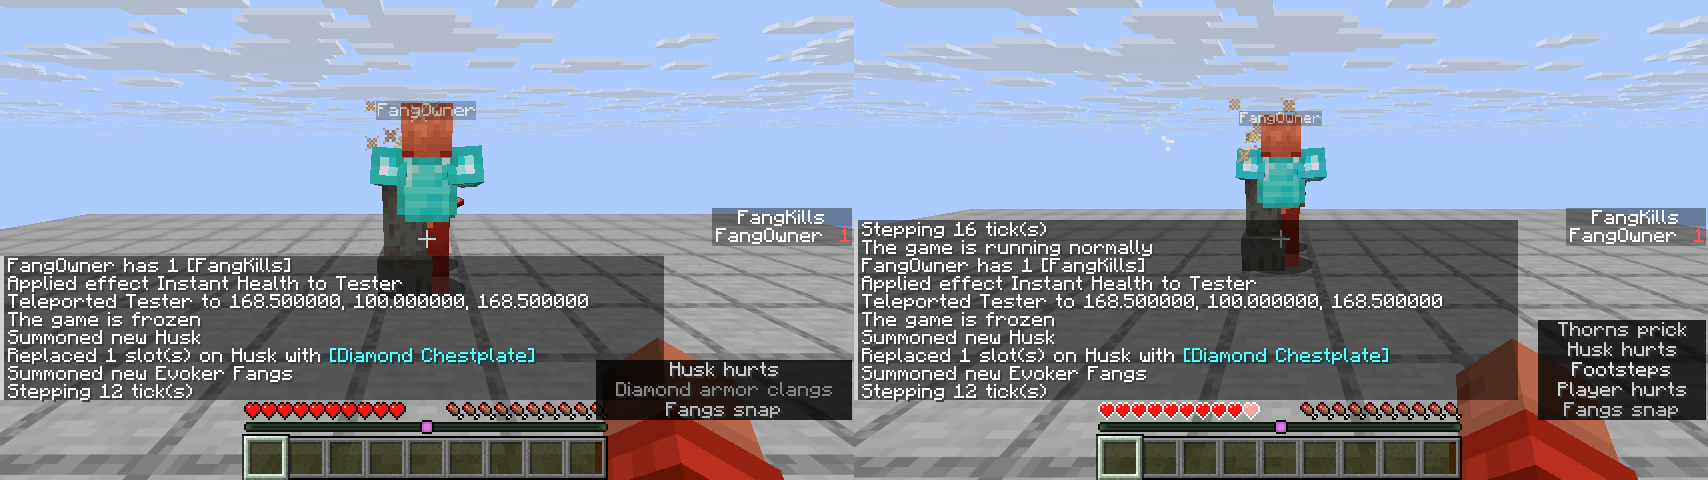 FangOwner
FangKills
FangOwner 1
FangOwner has 1 [FangKills]
Applied effect Instant Health to Tester
Teleported Tester to 168.500000, 100.000000, 168.500000
The game is frozen
Summoned new Husk
Replaced 1 slot(s) on Husk with [Diamond Chestplate]
Summoned new Evoker Fangs
Stepping 12 tick(s)
Husk hurts
Diamond armor clangs
Fangs snap
FangOwner
FangKills
FangOwner 1
Stepping 16 tick(s)
The game is running normally
FangOwner has 1 [FangKills]
Applied effect Instant Health to Tester
Teleported Tester to 168.500000, 100.000000, 168.500000
The game is frozen
Summoned new Husk
Replaced 1 slot(s) on Husk with [Diamond Chestplate]
Summoned new Evoker Fangs
Stepping 12 tick(s)
Thorns prick
Husk hurts
Footsteps
Player hurts
Fangs snap